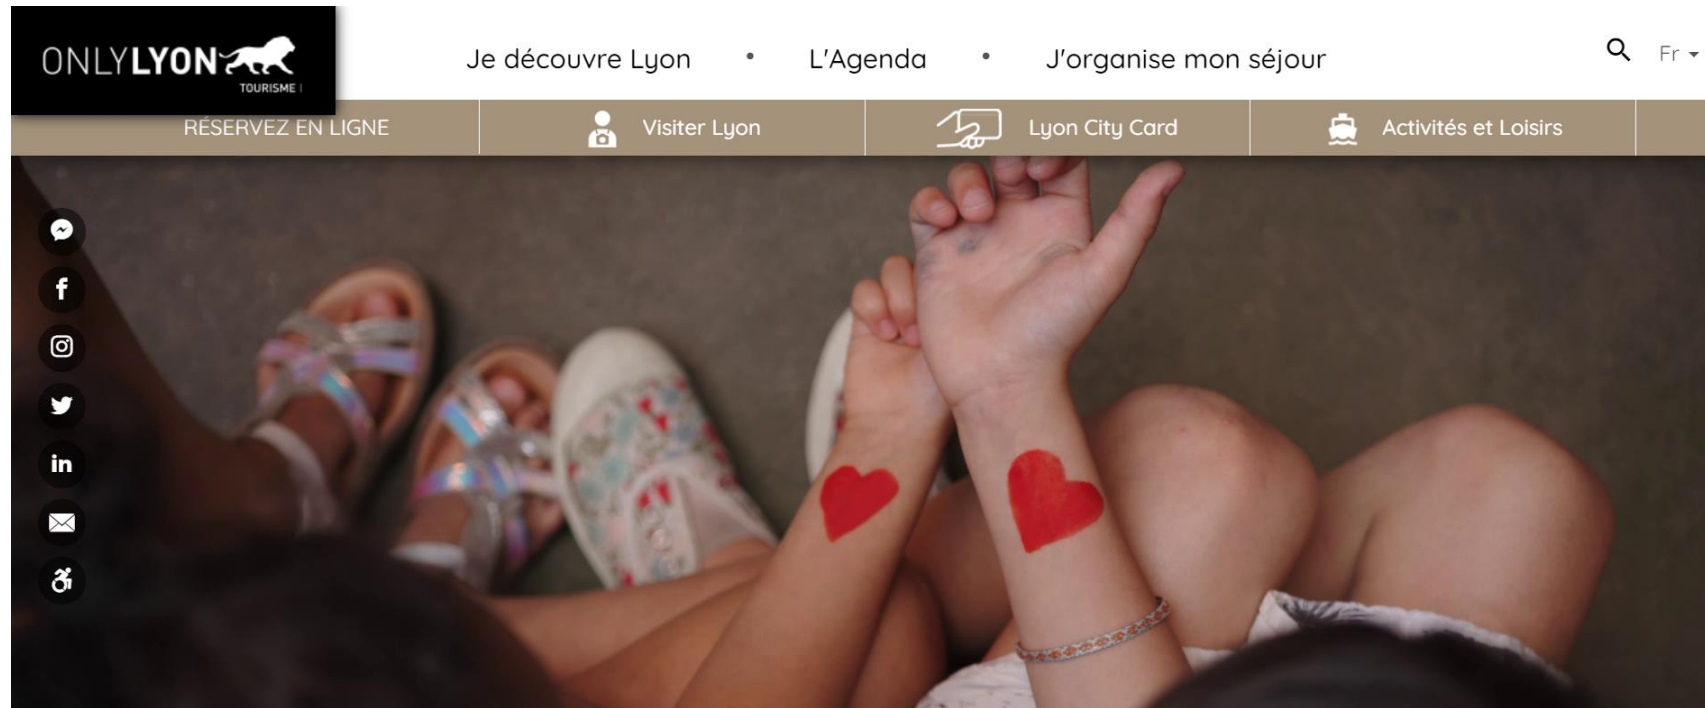 ONLYLYON
TOURISME
Je découvre Lyon • L'Agenda • J'organise mon séjour
Fr
RÉSERVEZ EN LIGNE
Visiter Lyon
Lyon City Card
Activités et Loisirs
f
in